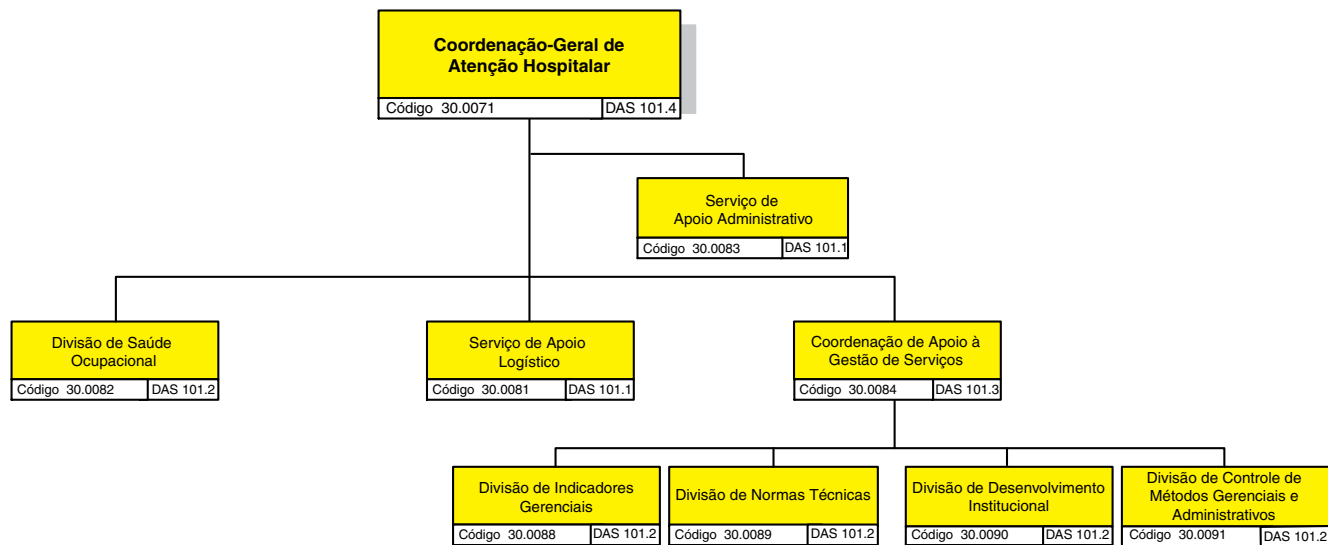 Coordenação-Geral de
Atenção Hospitalar
Código 30.0071 DAS 101.4
Serviço de
Apoio Administrativo
Código 30.0083 DAS 101.1
Divisão de Saúde
Ocupacional
Código 30.0082 DAS 101.2
Serviço de Apoio
Logístico
Código 30.0081 DAS 101.1
Coordenação de Apoio à
Gestão de Serviços
Código 30.0084 DAS 101.3
Divisão de Indicadores
Gerenciais
Código 30.0088 DAS 101.2
Divisão de Normas Técnicas
Código 30.0089 DAS 101.2
Divisão de Desenvolvimento
Institucional
Código 30.0090 DAS 101.2
Divisão de Controle de
Métodos Gerenciais e
Administrativos
Código 30.0091 DAS 101.2